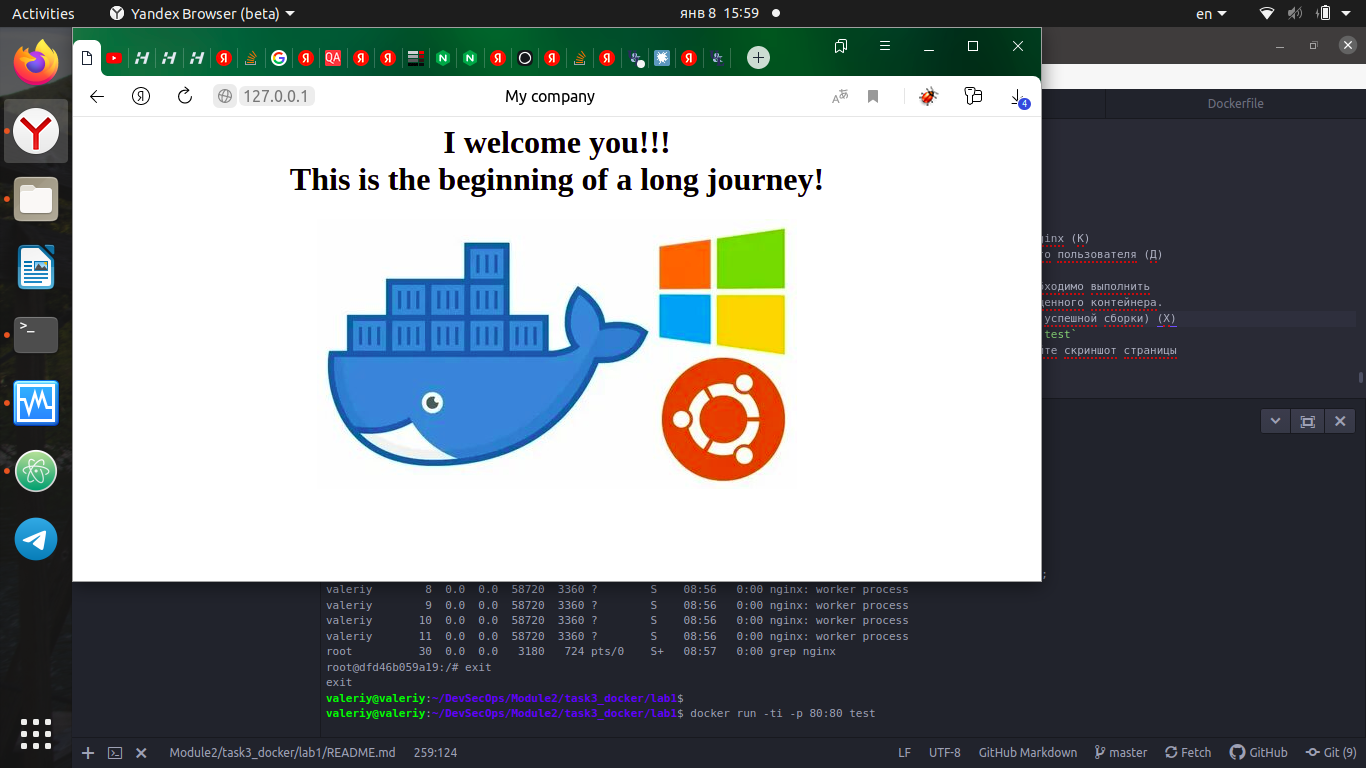 Activities
Yandex Browser (beta)
янв 8 15:59
en
127.0.0.1
My company
4
Dockerfile
I welcome you!!!
This is the beginning of a long journey!
(К)
пользователя (Д)
выполнить
контейнера.
успешной сборки) (X)
test`
скриншот страницы
valeriy 8 0.0 0.0 58720 3360 ? S 08:56 0:00 nginx: worker process
valeriy 9 0.0 0.0 58720 3360 ? S 08:56 0:00 nginx: worker process
valeriy 10 0.0 0.0 58720 3360 ? S 08:56 0:00 nginx: worker process
valeriy 11 0.0 0.0 58720 3360 ? S 08:56 0:00 nginx: worker process
root 30 0.0 0.0 3180 724 pts/0 S+ 08:57 0:00 grep nginx
root@dfd46b059a19:/# exit
exit
valeriy@valeriy:~/DevSecOps/Module2/task3_docker/lab1$
valeriy@valeriy:~/DevSecOps/Module2/task3_docker/lab1$ docker run -ti -p 80:80 test
Module2/task3_docker/lab1/README.md 259:124 LF UTF-8 GitHub Markdown master Fetch GitHub Git (9)